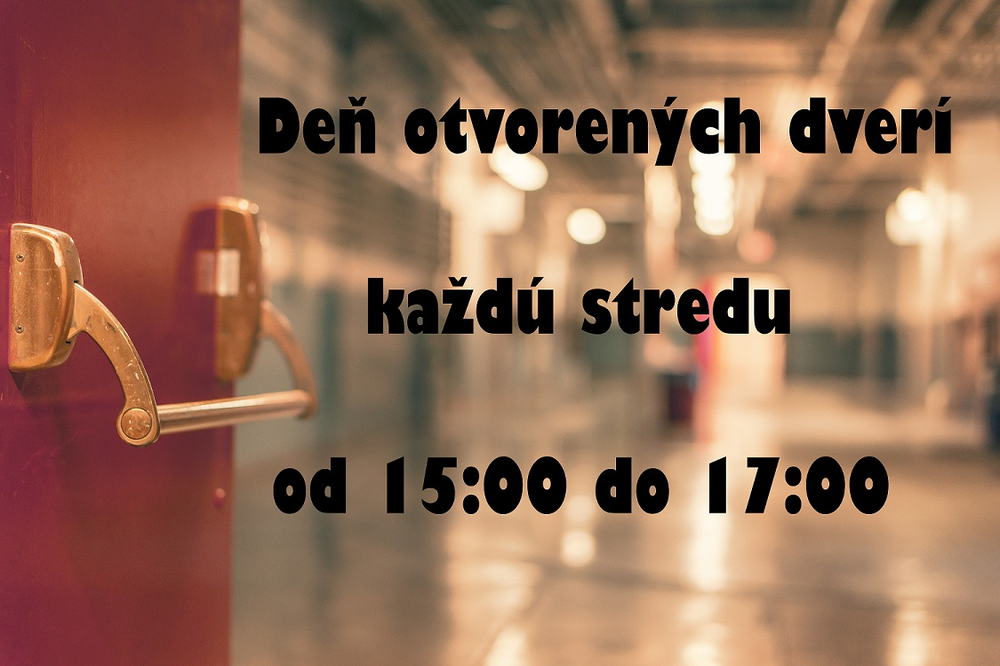 Deň otvorených dverí
každú stredu
od 15:00 do 17:00